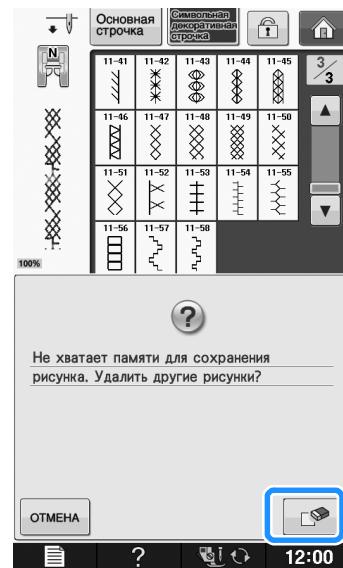 Основная
строчка
Символьная
декоративная
строчка
N
3/3
11-41 11-42 11-43 11-44 11-45
11-46 11-47 11-48 11-49 11-50
11-51 11-52 11-53 11-54 11-55
11-56 11-57 11-58
100%
?
Не хватает памяти для сохранения
рисунка. Удалить другие рисунки?
ОТМЕНА
? 12:00